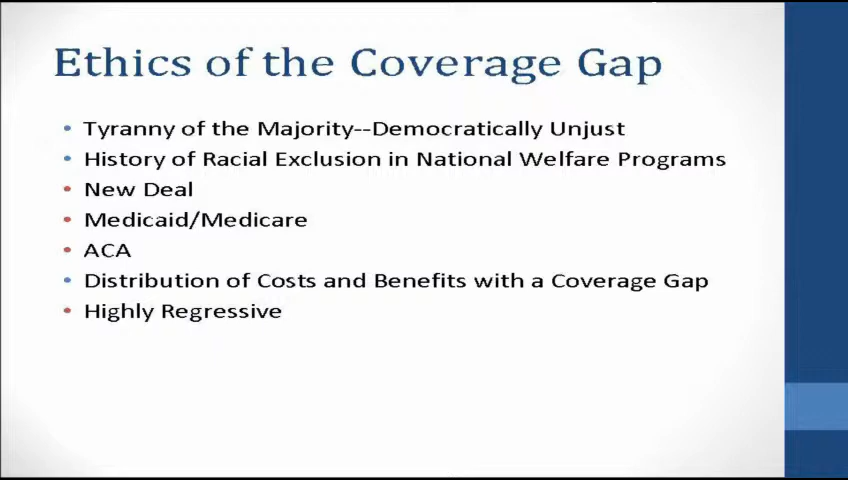 Ethics of the Coverage Gap
• Tyranny of the Majority--Democratically Unjust
• History of Racial Exclusion in National Welfare Programs
• New Deal
• Medicaid/Medicare
• ACA
• Distribution of Costs and Benefits with a Coverage Gap
• Highly Regressive